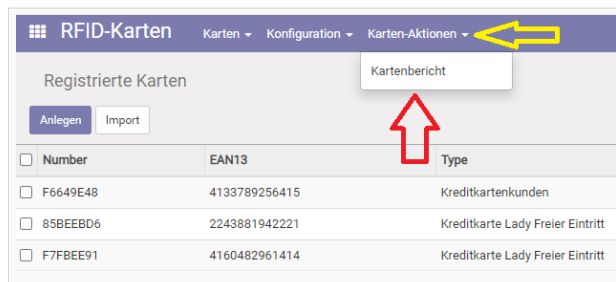 RFID-Karten Karten Konfiguration Karten-Aktionen
Kartenbericht
Registrierte Karten
Anlegen Import
Number EAN13 Type
F6649E48 4133789256415 Kreditkartenkunden
85BEEBD6 2243881942221 Kreditkarte Lady Freier Eintritt
F7FBEE91 4160482961414 Kreditkarte Lady Freier Eintritt